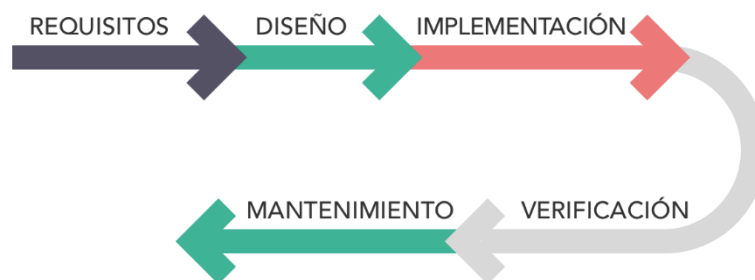 REQUISITOS DISEÑO IMPLEMENTACIÓN
MANTENIMIENTO VERIFICACIÓN